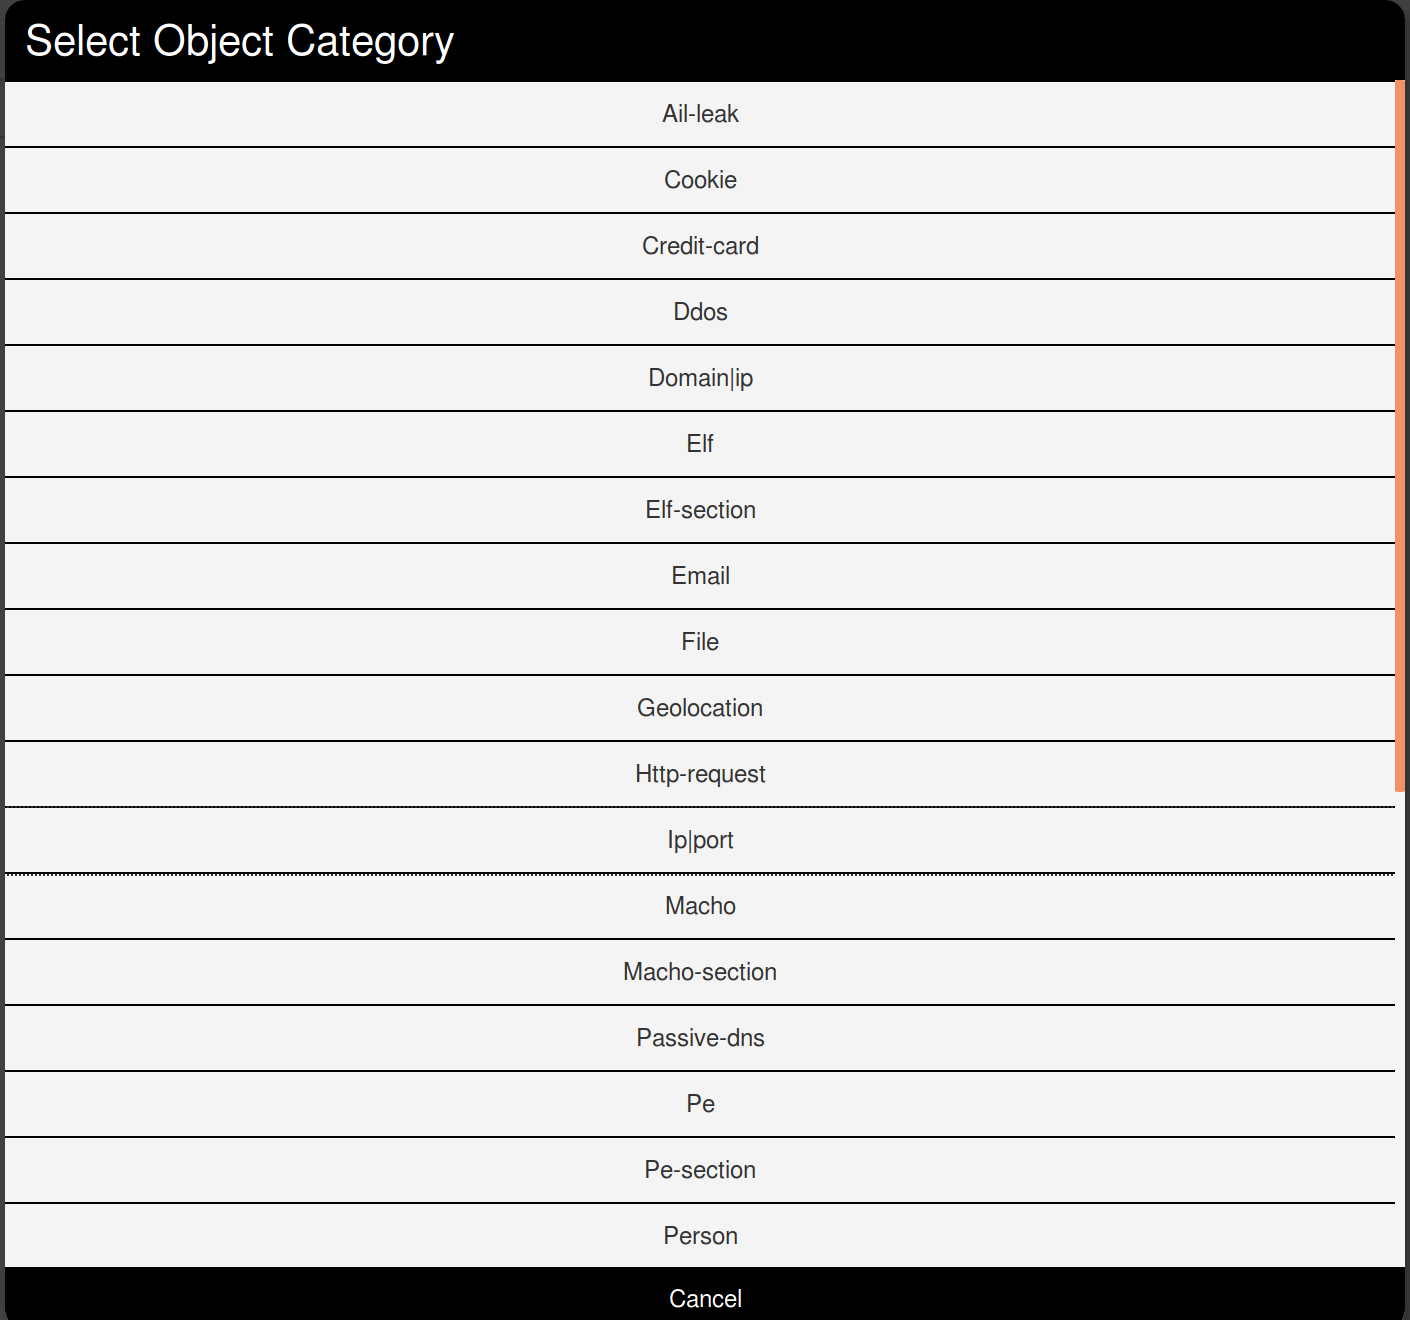 Select Object Category
Ail-leak
Cookie
Credit-card
Ddos
Domain|ip
Elf
Elf-section
Email
File
Geolocation
Http-request
Ip|port
Macho
Macho-section
Passive-dns
Pe
Pe-section
Person
Cancel